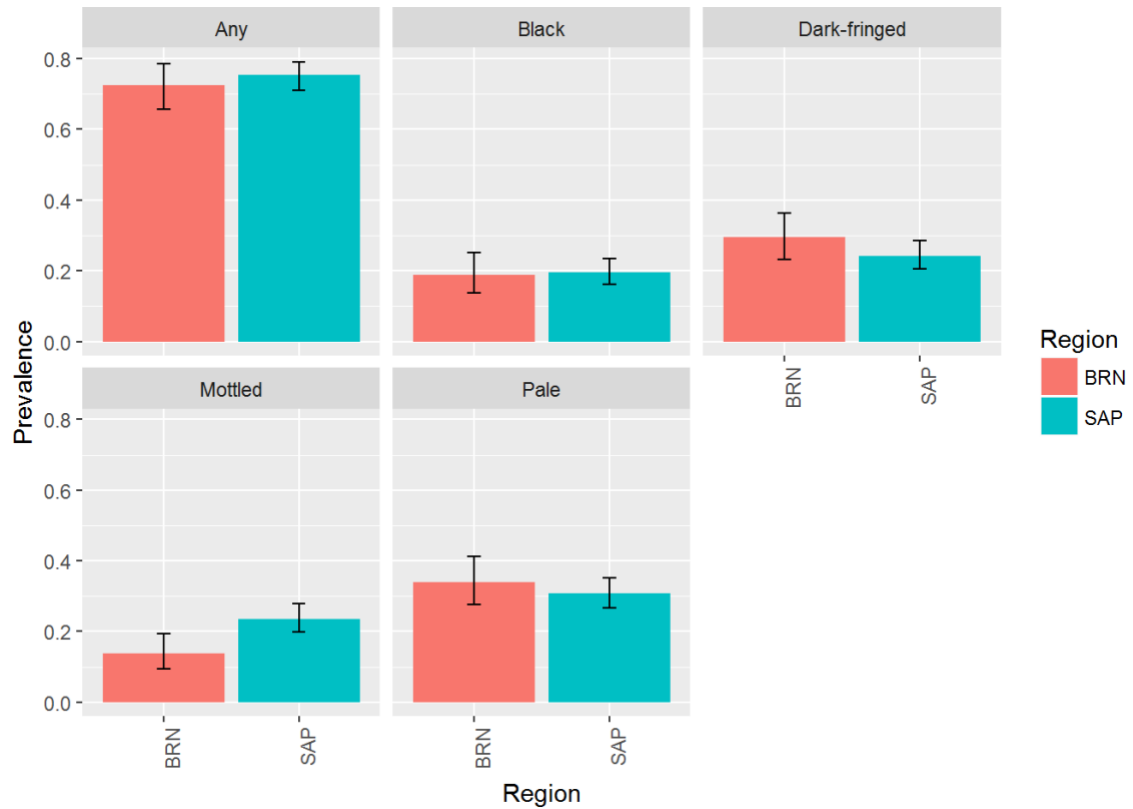 Any
Black
Dark-fringed
0.8
0.6
0.4
0.2
0.0
BRN
SAP
Mottled
Pale
0.8
0.6
0.4
0.2
0.0
BRN
SAP
BRN
SAP
Prevalence
Region
Region
BRN
SAP